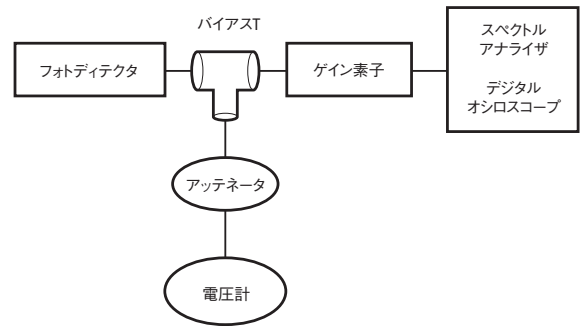 バイアスT
フォトディテクタ
ゲイン素子
スペクトル
アナライザ
デジタル
オシロスコープ
アッテネータ
電圧計